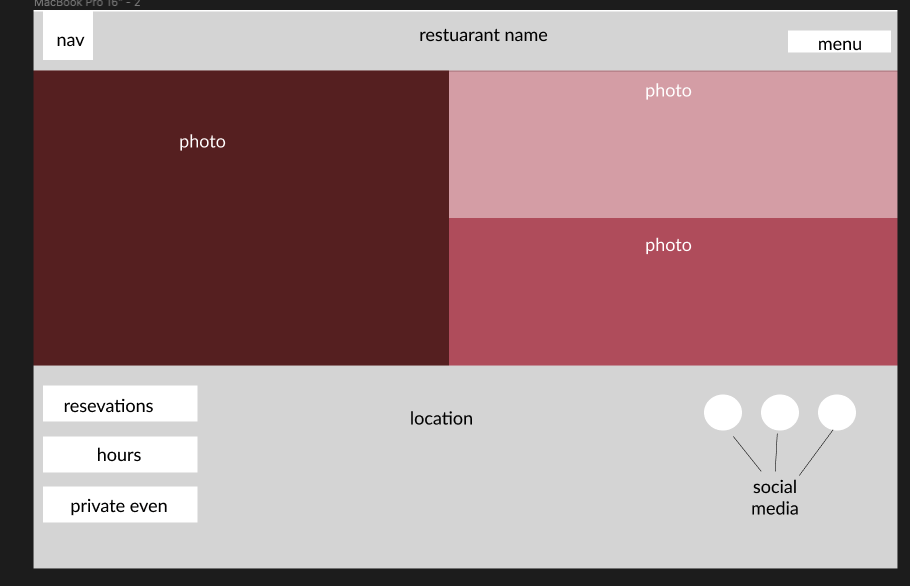 MacBook Pro 16" - 2
nav
restuarant name
menu
photo
photo
photo
resevations
location
hours
private even
social
media